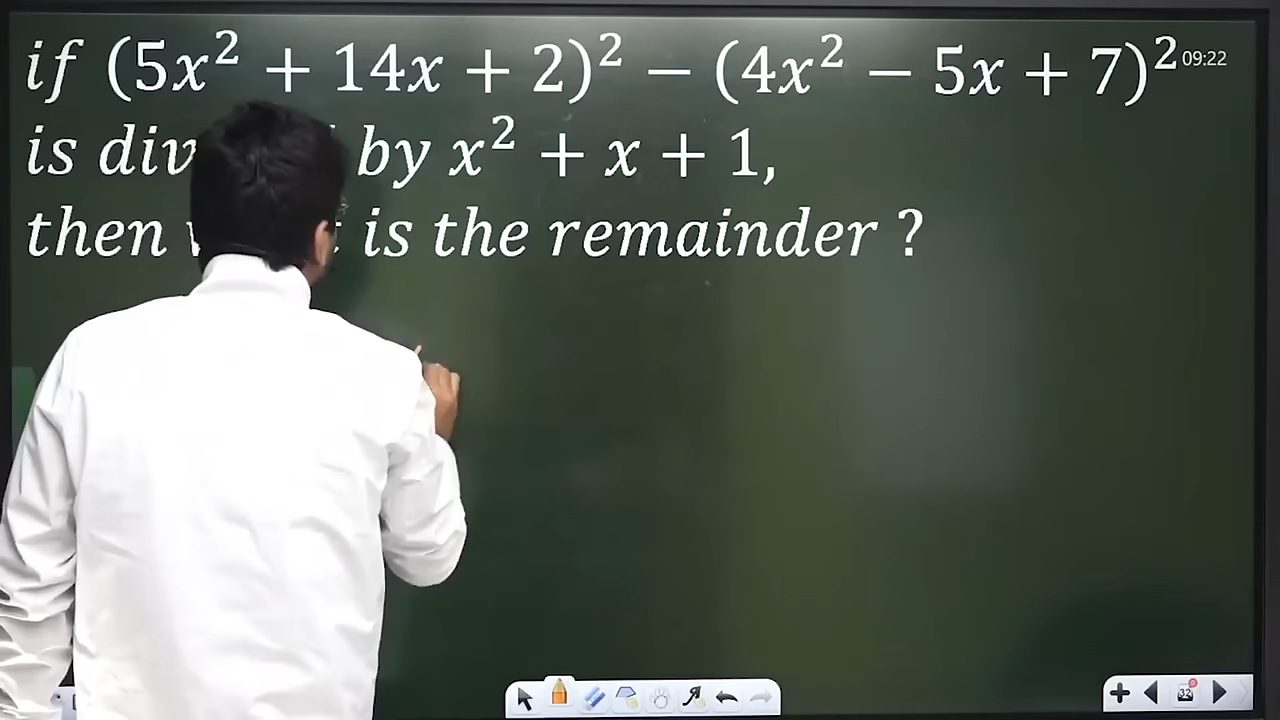 if (5x² + 14x + 2)² − (4x² − 5x + 7)²
09:22
is by x² + x + 1,
then is the remainder ?
32